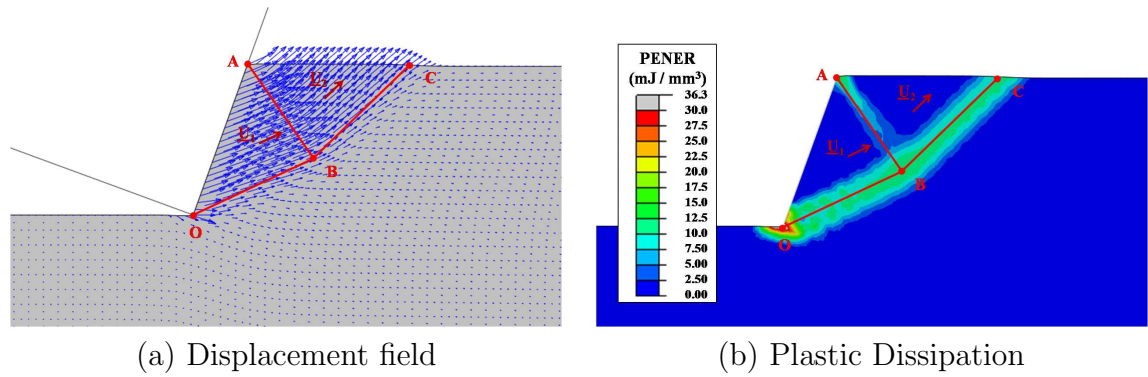 A
C
U₂
U₁
B
O
PENER
(mJ / mm³)
36.3
30.0
27.5
25.0
22.5
20.0
17.5
15.0
12.5
10.0
7.50
5.00
2.50
0.00
A
C
U₂
U₁
B
O
(a) Displacement field
(b) Plastic Dissipation